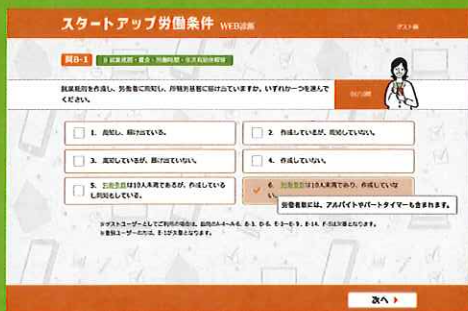 スタートアップ労働条件 WEB診断
ゲスト様
問B-1
就業規則を作成し、労働者に周知し、所轄労基署に届け出ていますか。いずれか一つを選んで
ください。
1. 周知し、届け出ている。
2. 作成しているが、周知していない。
3. 周知しているが、届け出ていない。
4. 作成していない。
5. 労働者数は10人未満であるが、作成している
し周知もしている。
6. 労働者数は10人未満であり、作成していな
い。
労働者数には、アルバイトやパートタイマーも含まれます。
次へ